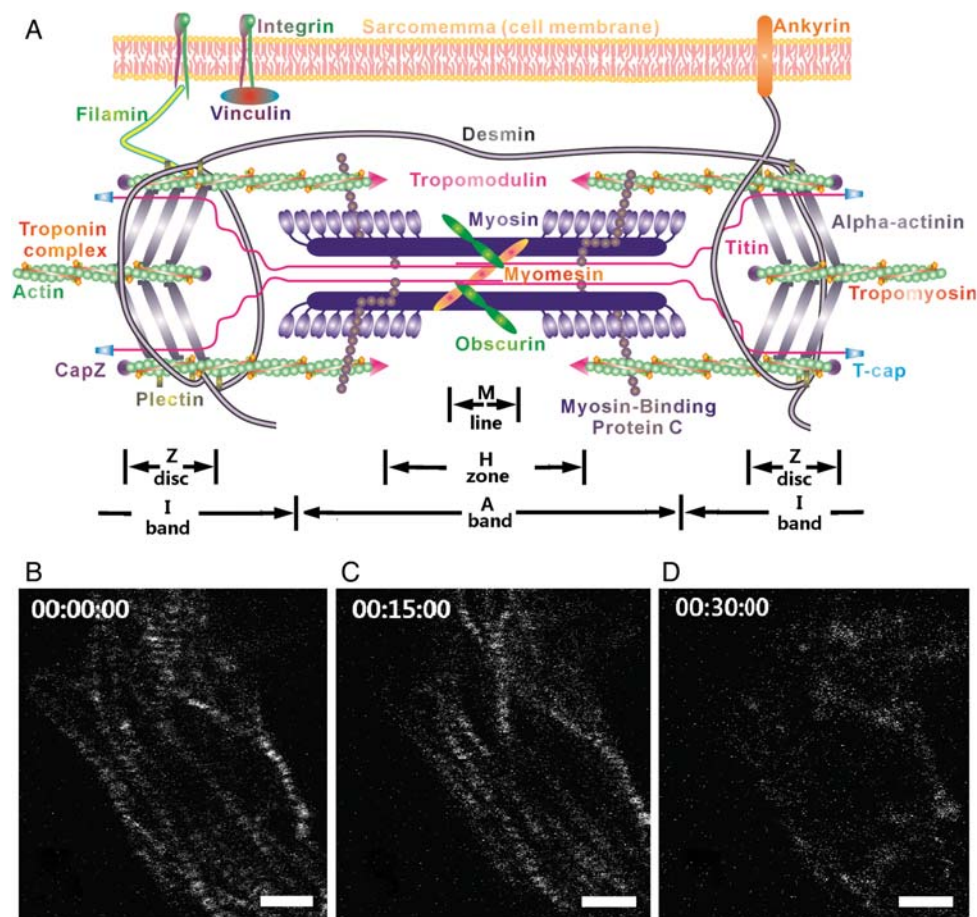 A
Integrin
Sarcomemma (cell membrane)
Ankyrin
Filamin
Vinculin
Desmin
Tropomodulin
Troponin
complex
Myosin
Alpha-actinin
Titin
Actin
Myomesin
Tropomyosin
Obscurin
CapZ
T-cap
Plectin
M
line
Myosin-Binding
Protein C
Z
disc
H
zone
Z
disc
I
band
A
band
I
band
B
C
D
00:00:00
00:15:00
00:30:00